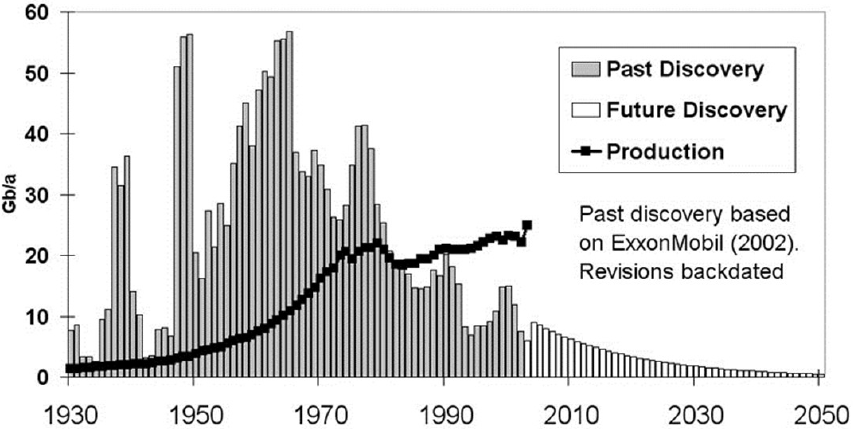 60
50
40
30
20
10
0
Gb/a
Past Discovery
Future Discovery
Production
Past discovery based
on ExxonMobil (2002).
Revisions backdated
1930 1950 1970 1990 2010 2030 2050